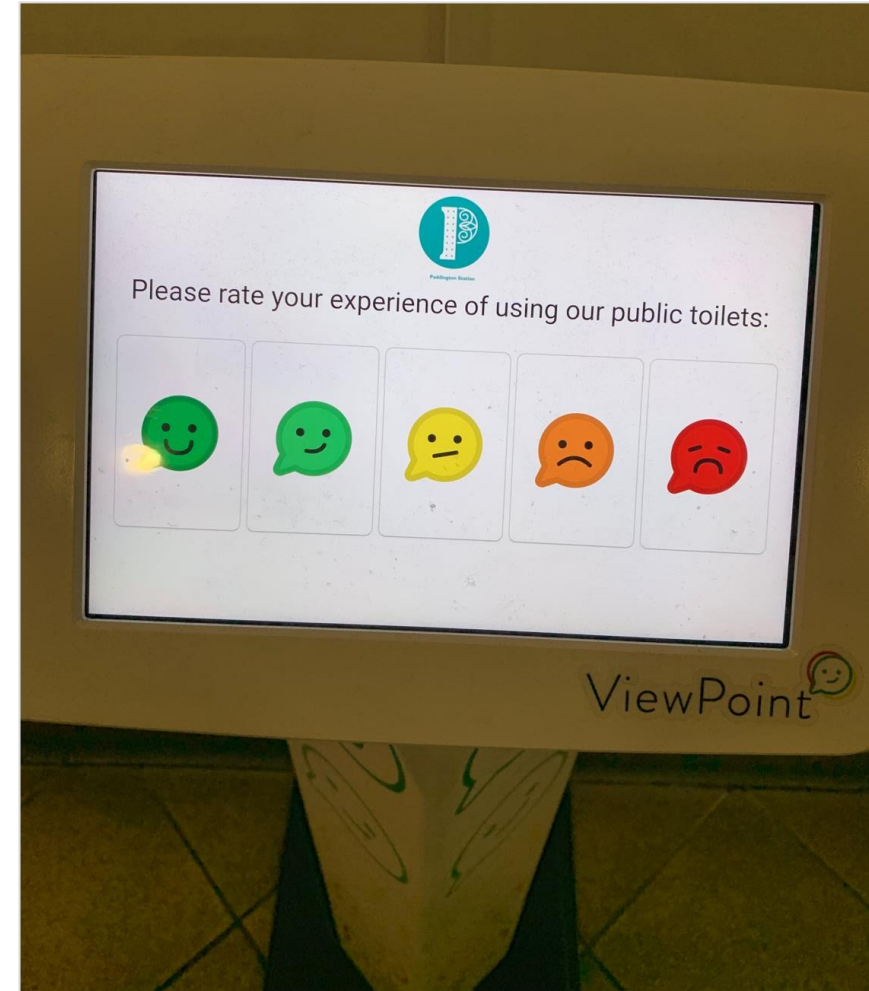 Paddington Station
Please rate your experience of using our public toilets:
ViewPoint